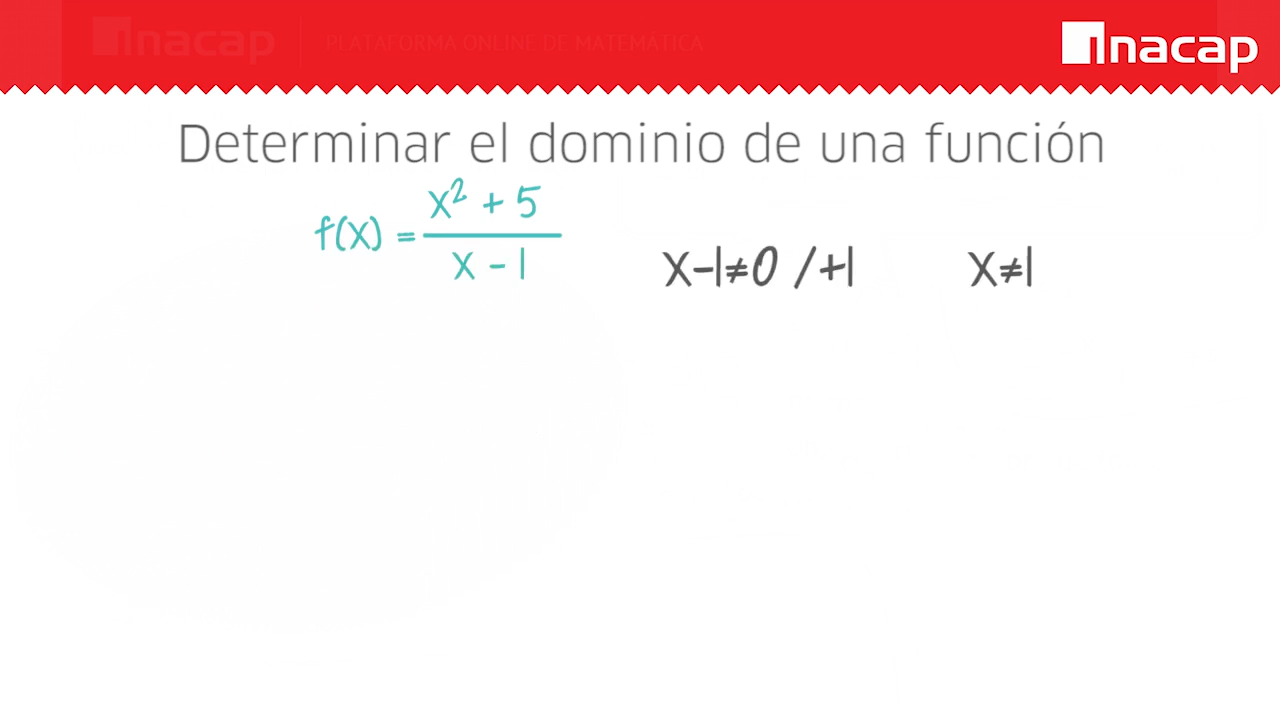 inacap PLATAFORMA ONLINE DE MATEMÁTICA
inacap
Determinar el dominio de una función
f(x) = (x² + 5)/(x - 1)
x-1≠0 /+1
x≠1